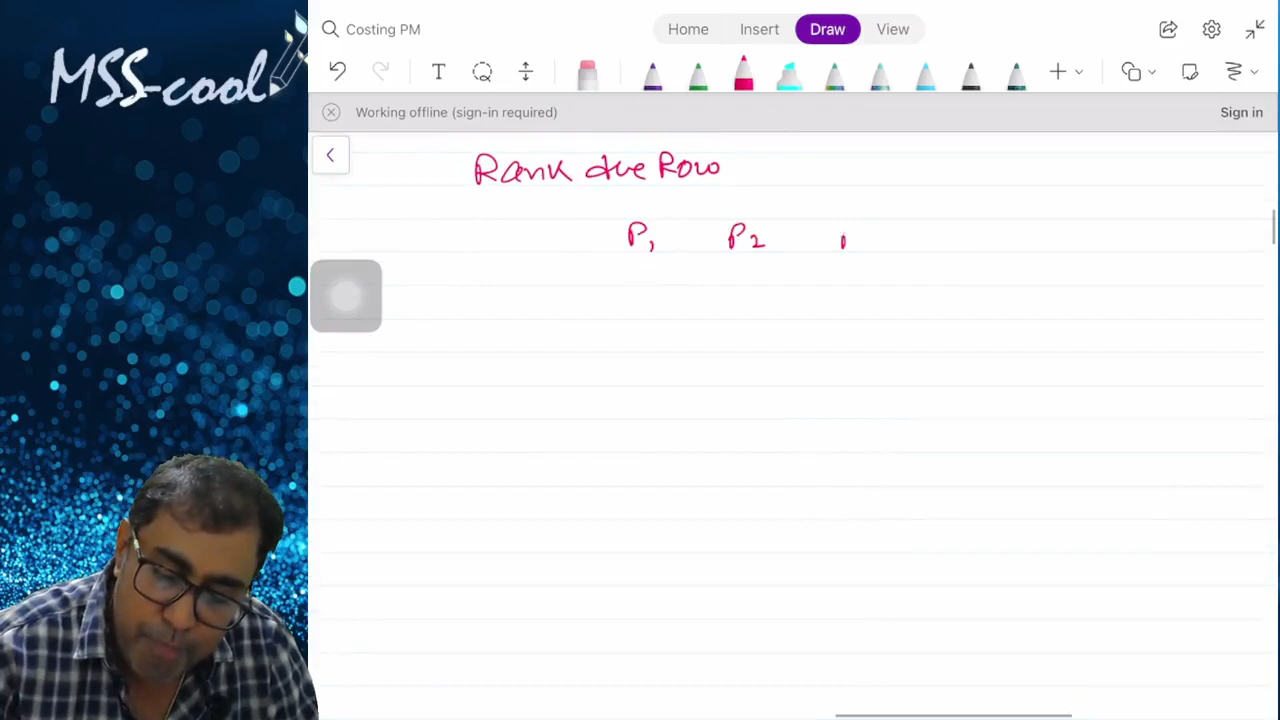 MSS-cool
Costing PM
Home Insert Draw View
T
Working offline (sign-in required)
Sign in
Rank the Row
P1 P2